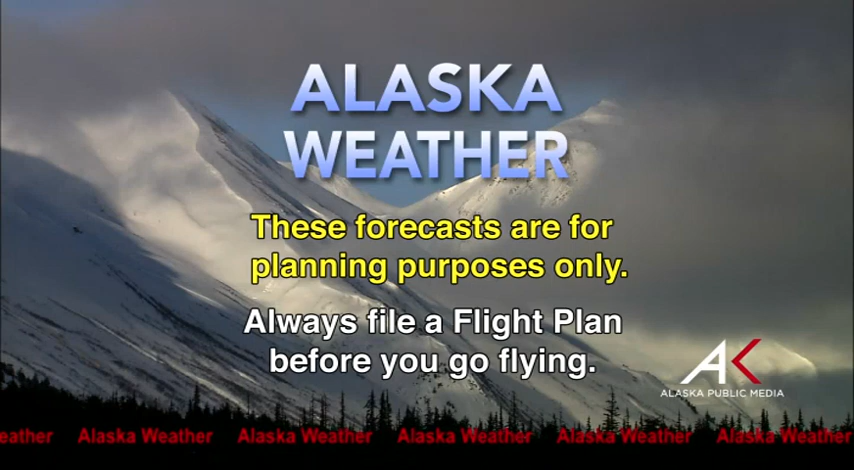 ALASKA
WEATHER
These forecasts are for
planning purposes only.
Always file a Flight Plan
before you go flying.
AK
ALASKA PUBLIC MEDIA
eather Alaska Weather Alaska Weather Alaska Weather Alaska Weather Alaska Weather